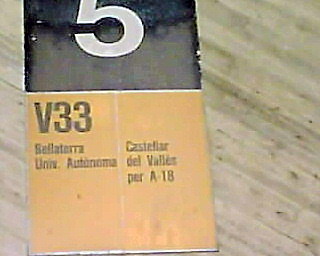 5
V33
Bellaterra
Univ. Autònoma
Castellar
del Vallès
per A-18